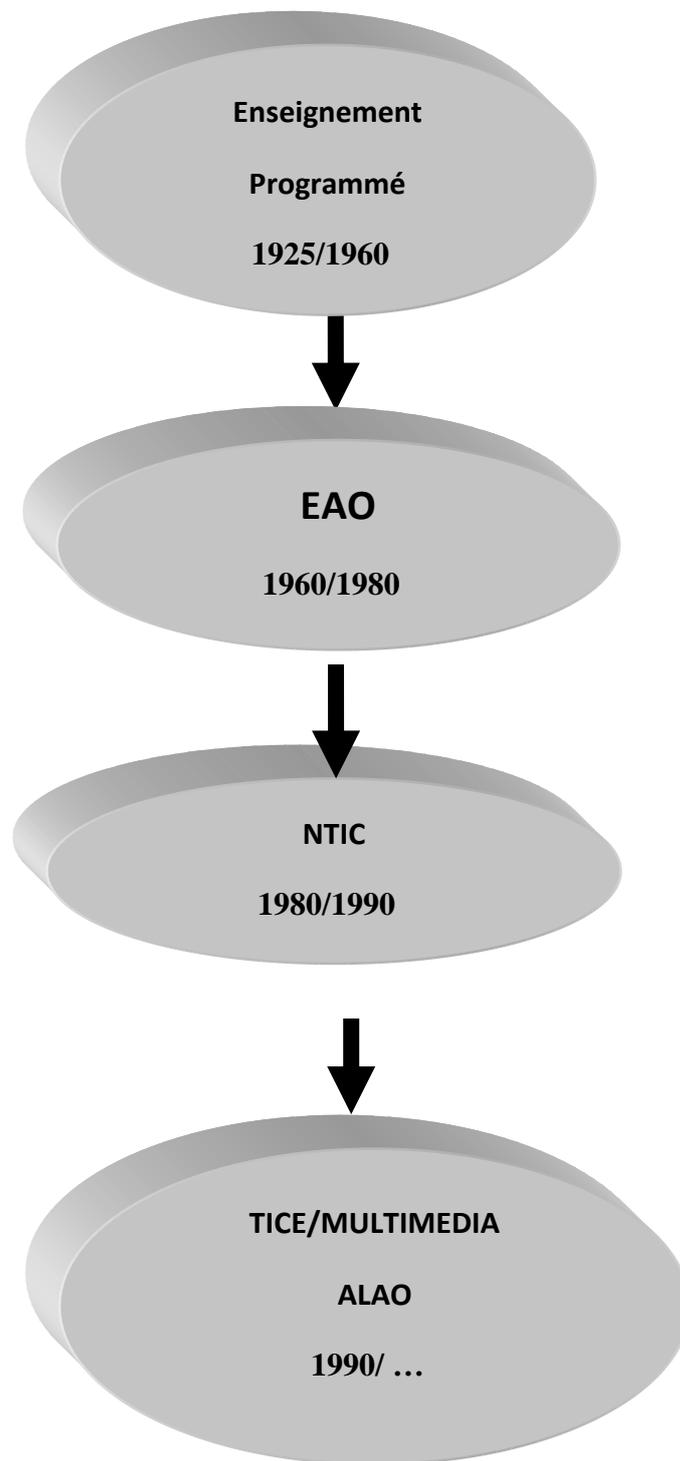 Enseignement
Programmé
1925/1960
EAO
1960/1980
NTIC
1980/1990
TICE/MULTIMEDIA
ALAO
1990/ …